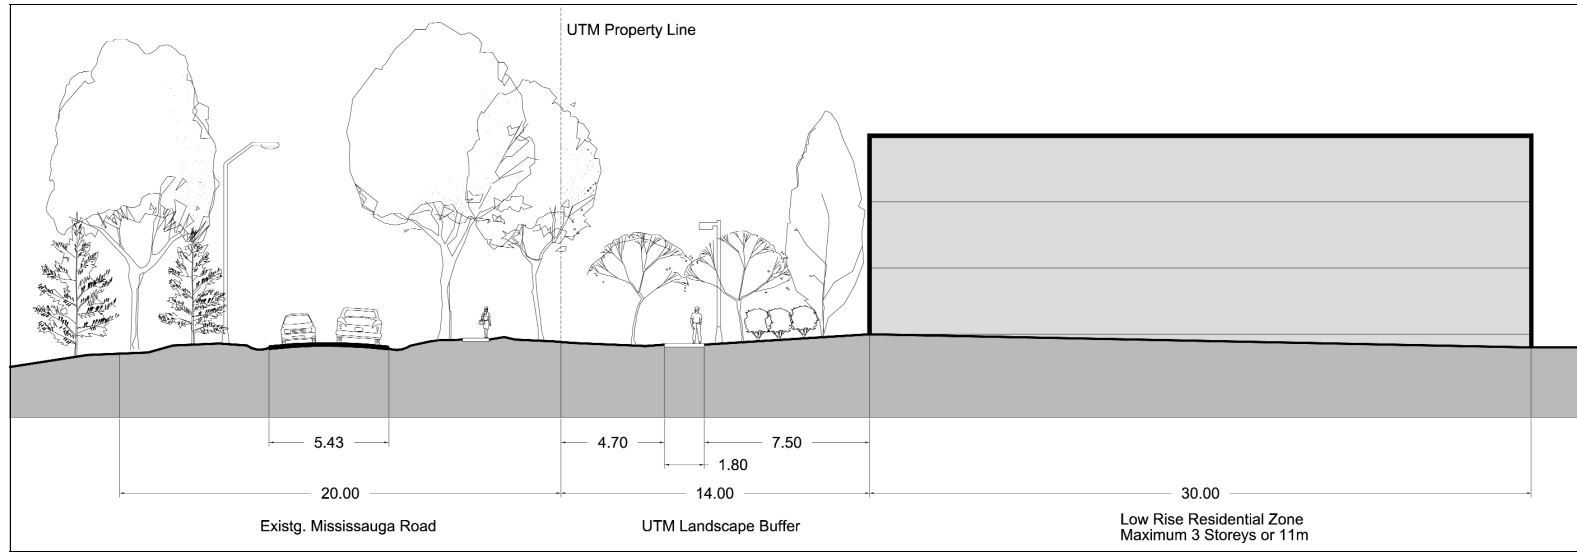 UTM Property Line
5.43
4.70
7.50
1.80
20.00
14.00
30.00
Existg. Mississauga Road
UTM Landscape Buffer
Low Rise Residential Zone
Maximum 3 Storeys or 11m